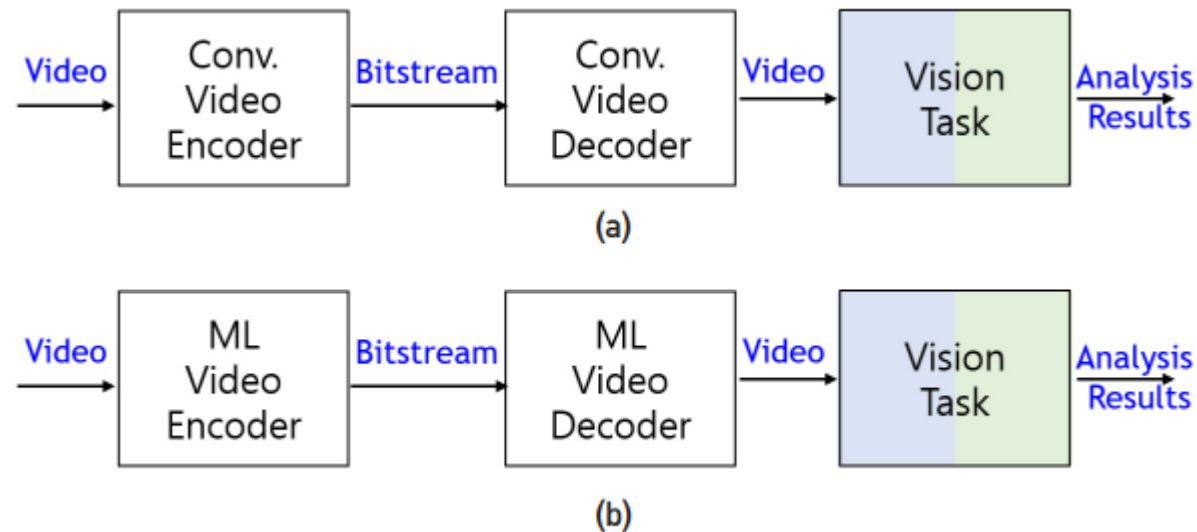 Video
Conv.
Video
Encoder
Bitstream
Conv.
Video
Decoder
Video
Vision
Task
Analysis
Results
(a)
Video
ML
Video
Encoder
Bitstream
ML
Video
Decoder
Video
Vision
Task
Analysis
Results
(b)